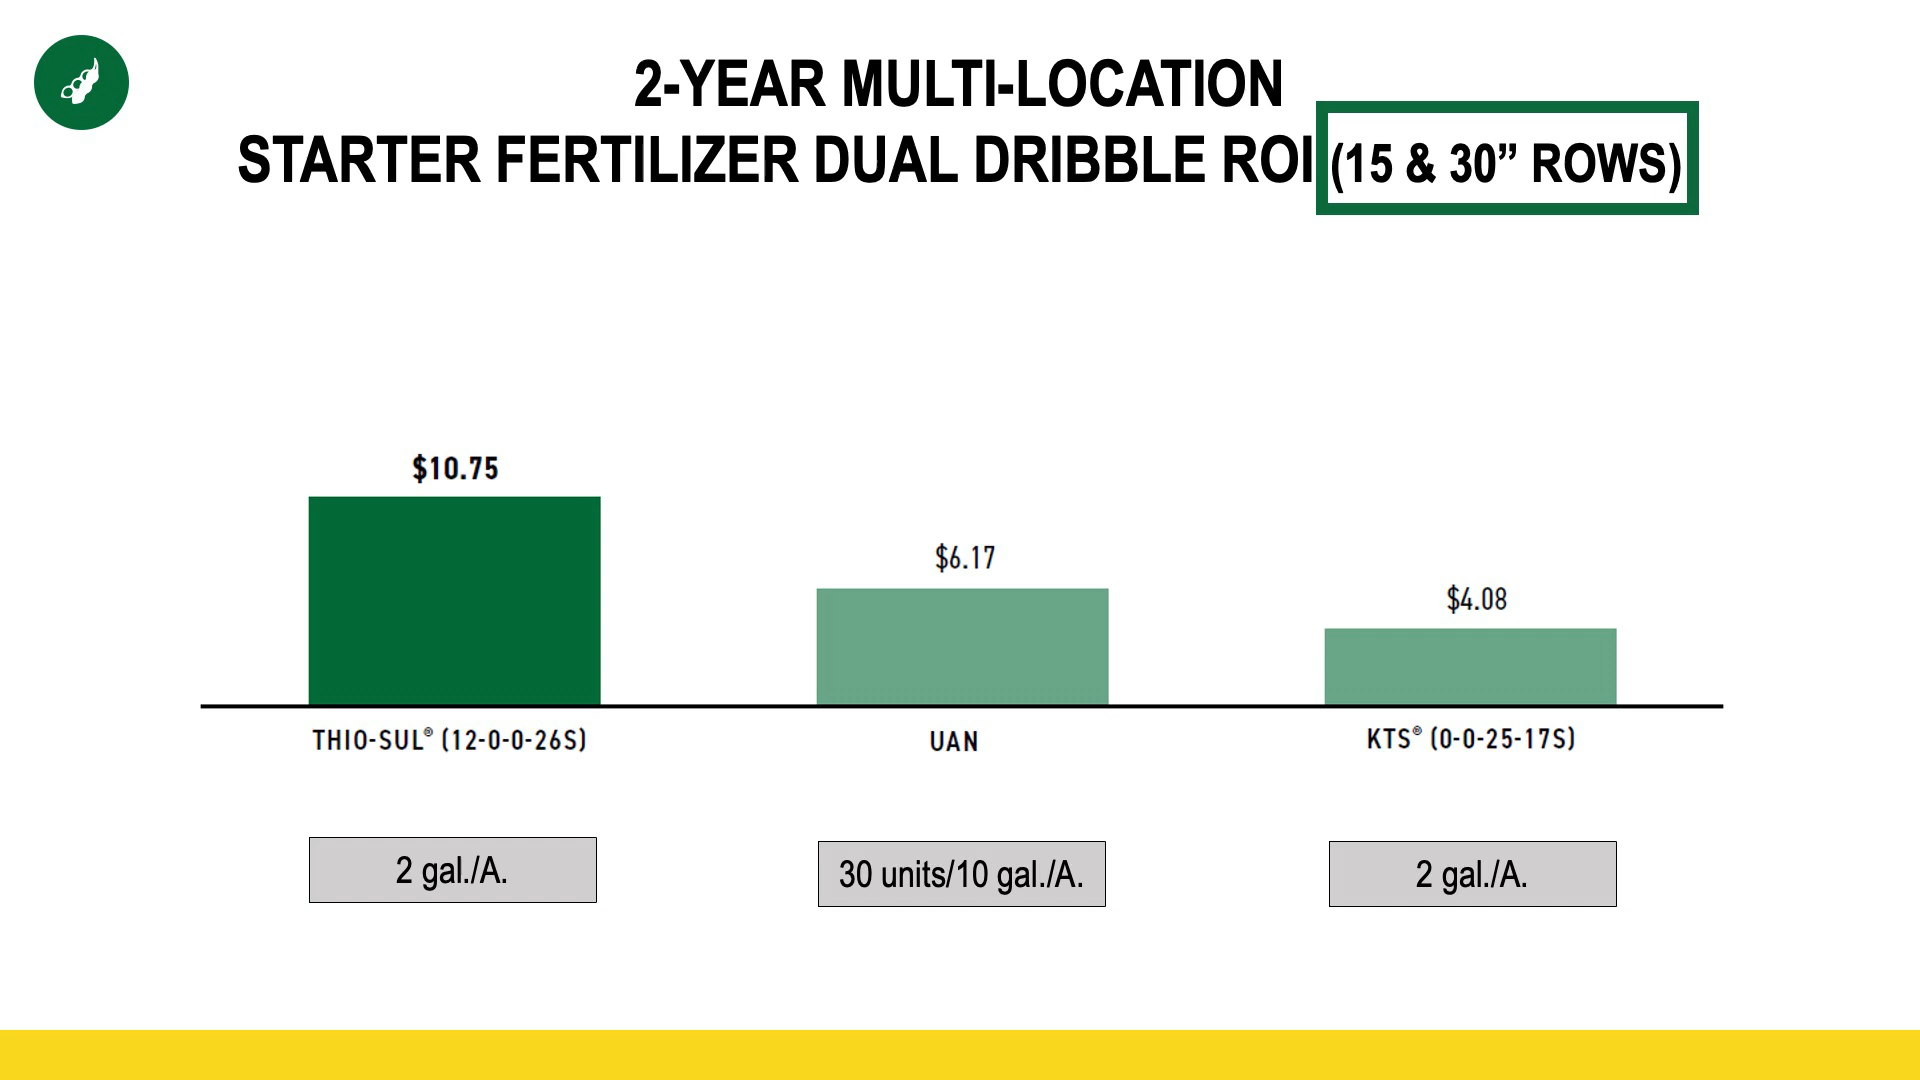 2-YEAR MULTI-LOCATION
STARTER FERTILIZER DUAL DRIBBLE ROI (15 & 30” ROWS)
$10.75
$6.17
$4.08
THIO-SUL® (12-0-0-26S)
UAN
KTS® (0-0-25-17S)
2 gal./A.
30 units/10 gal./A.
2 gal./A.